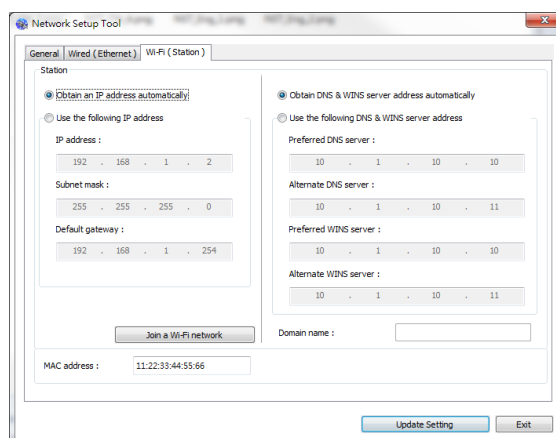 Network Setup Tool
General Wired ( Ethernet ) Wi-Fi ( Station )
Station
Obtain an IP address automatically
Use the following IP address
IP address :
192 . 168 . 1 . 2
Subnet mask :
255 . 255 . 255 . 0
Default gateway :
192 . 168 . 1 . 254
Join a Wi-Fi network
Obtain DNS & WINS server address automatically
Use the following DNS & WINS server address
Preferred DNS server :
10 . 1 . 10 . 10
Alternate DNS server :
10 . 1 . 10 . 11
Preferred WINS server :
10 . 1 . 10 . 10
Alternate WINS server :
10 . 1 . 10 . 11
Domain name :
MAC address : 11:22:33:44:55:66
Update Setting Exit